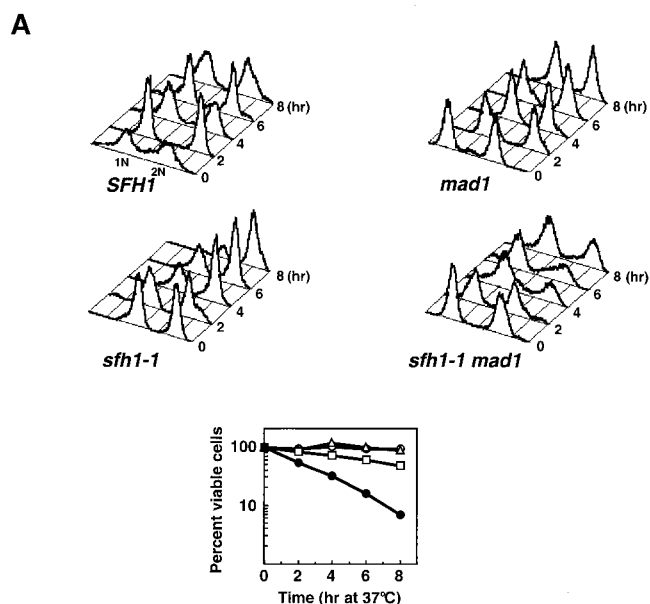 A
8 (hr)
6
4
2
0
1N
2N
SFH1
8 (hr)
6
4
2
0
mad1
8 (hr)
6
4
2
0
sfh1-1
8 (hr)
6
4
2
0
sfh1-1 mad1
Percent viable cells
100
10
0 2 4 6 8
Time (hr at 37°C)